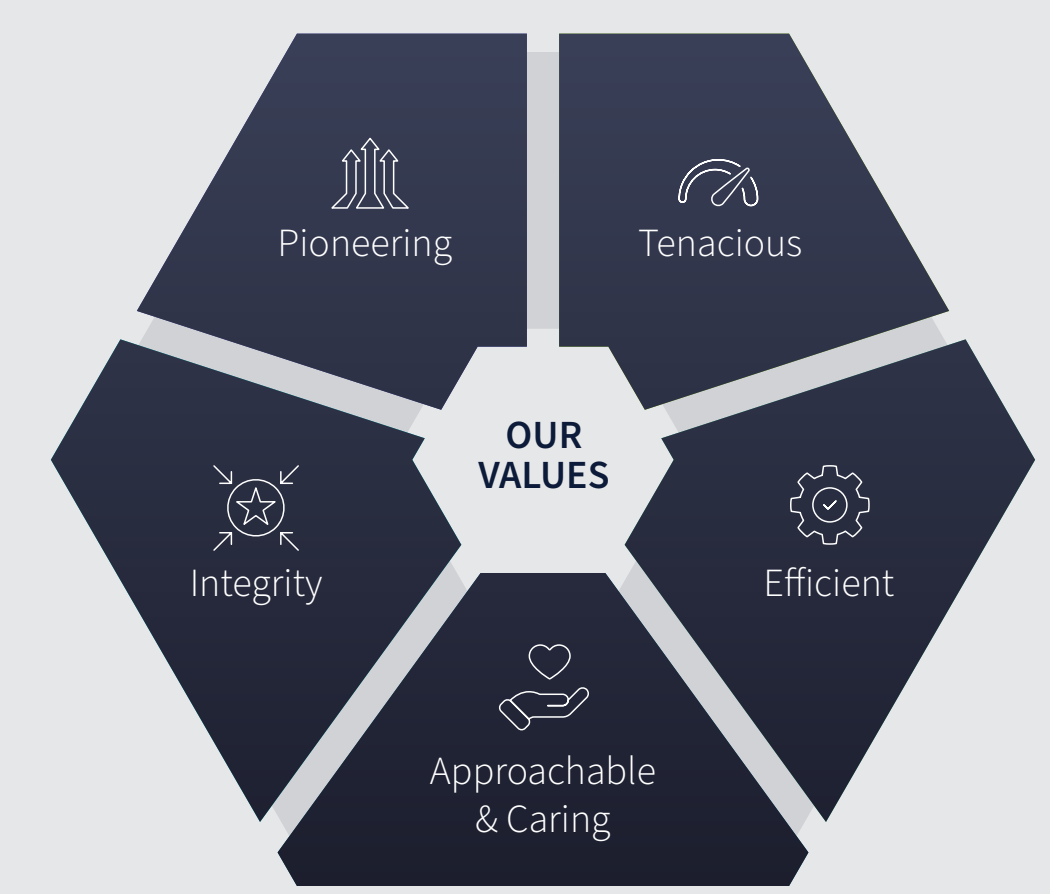 Pioneering
Tenacious
OUR
VALUES
Integrity
Efficient
Approachable
& Caring